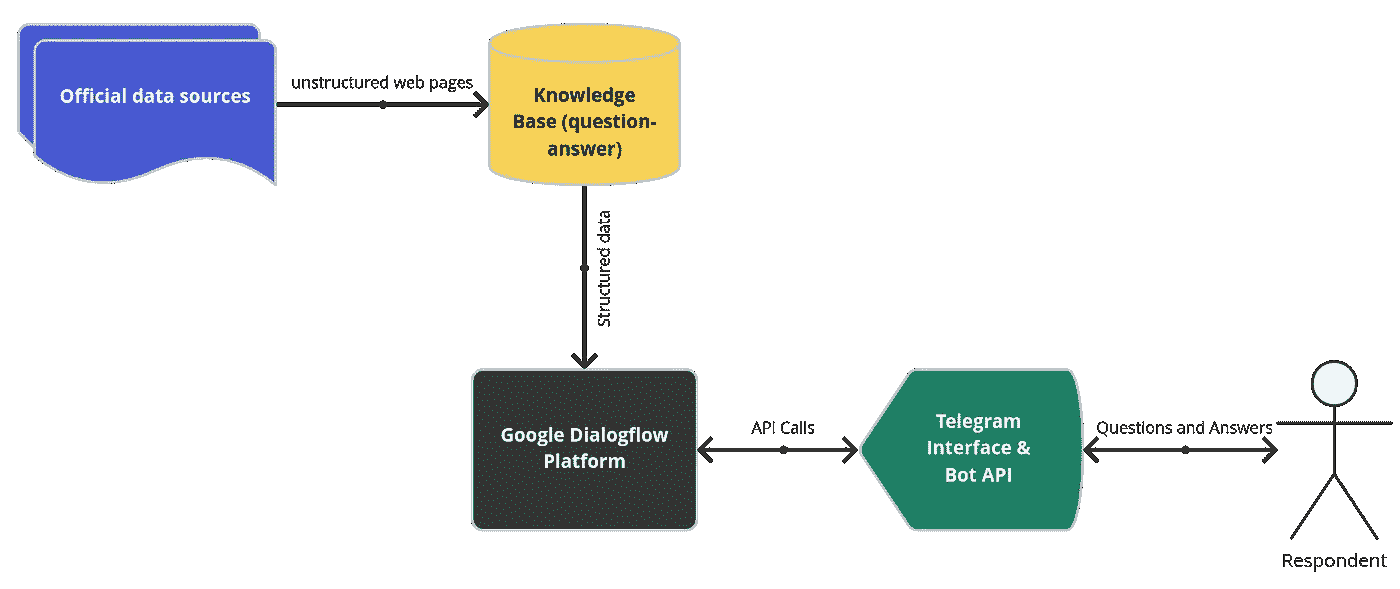 Official data sources
unstructured web pages
Knowledge
Base (question-
answer)
Structured data
Google Dialogflow
Platform
API Calls
Telegram
Interface &
Bot API
Questions and Answers
Respondent